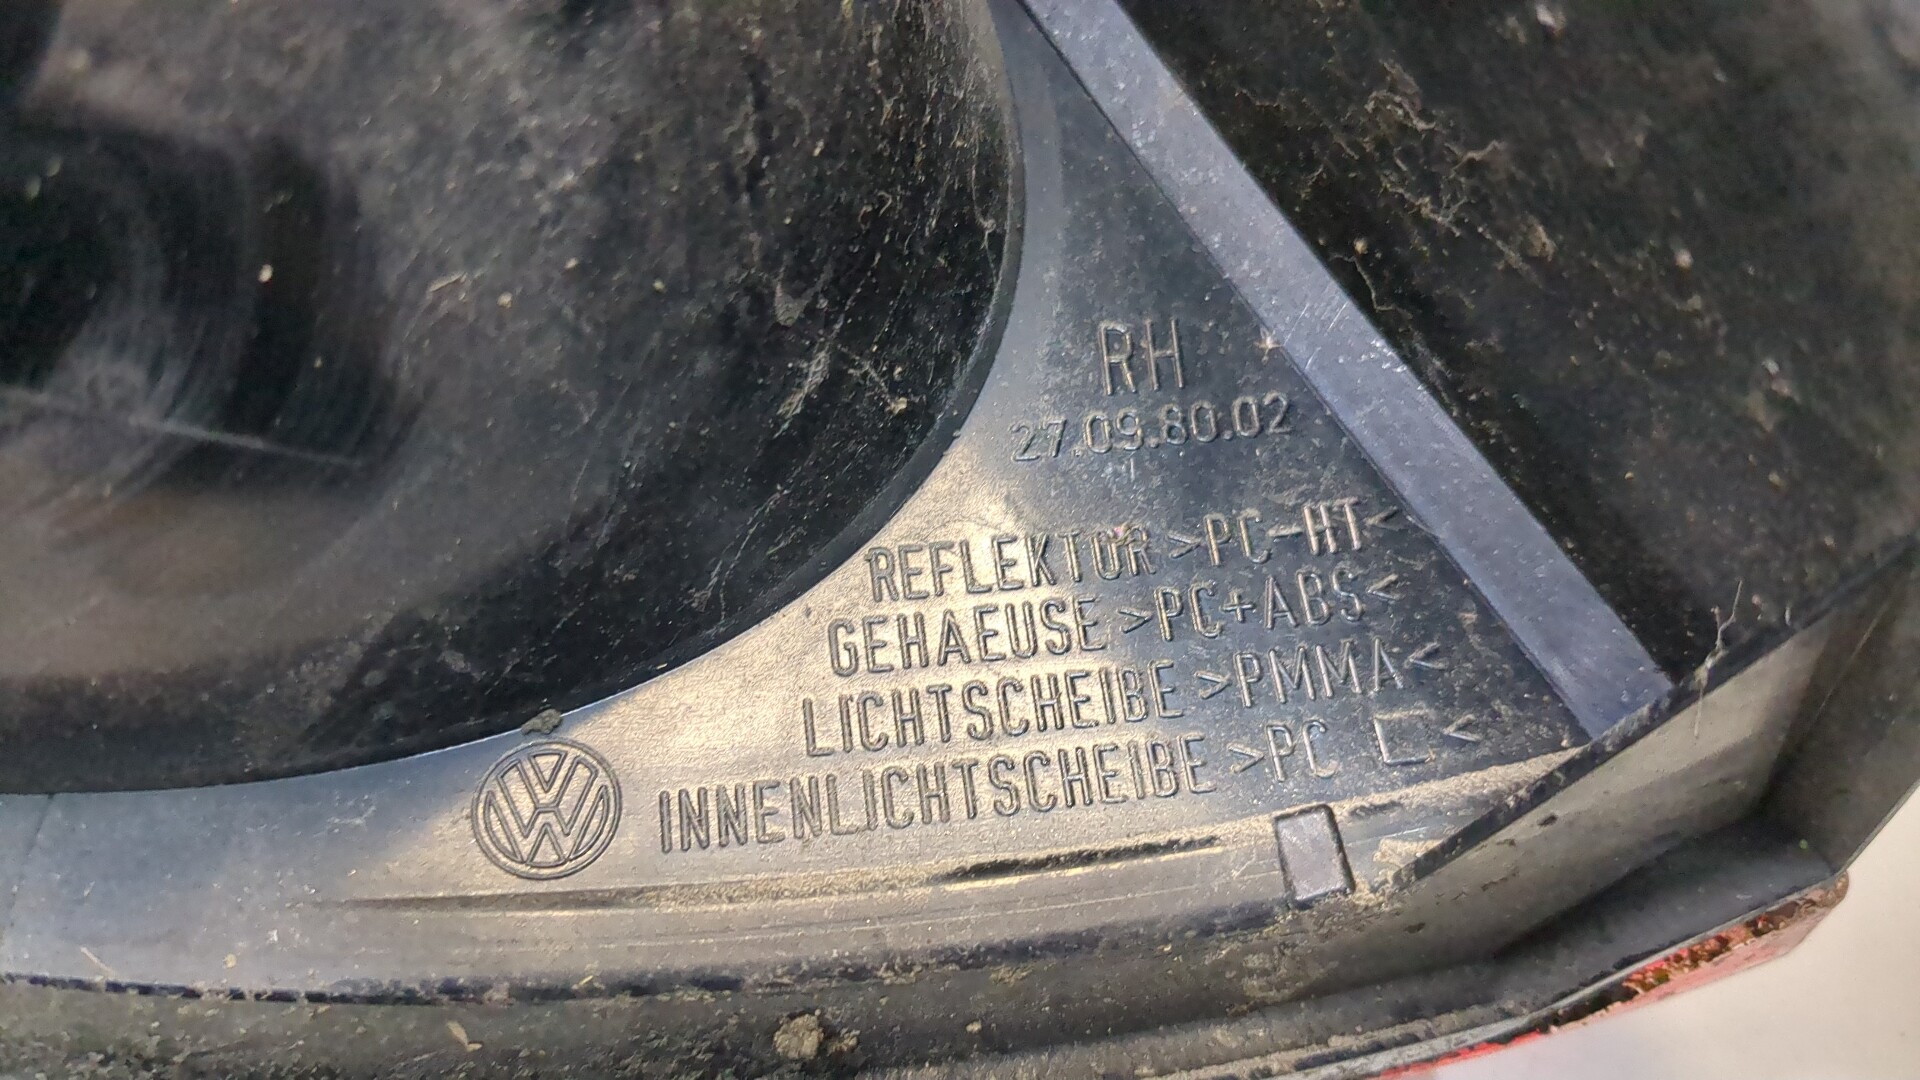 RH
27.09.80.02
REFLEKTOR >PC-HT<
GEHAEUSE >PC+ABS<
LICHTSCHEIBE >PMMA<
INNENLICHTSCHEIBE >PC <